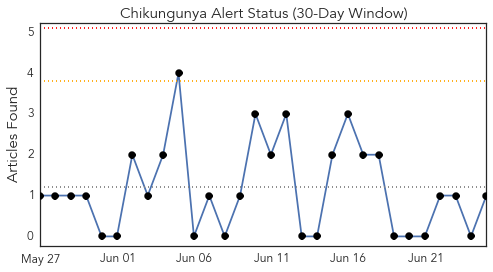 Chikungunya Alert Status (30-Day Window)
Articles Found
5
4
3
2
1
0
May 27
Jun 01
Jun 06
Jun 11
Jun 16
Jun 21